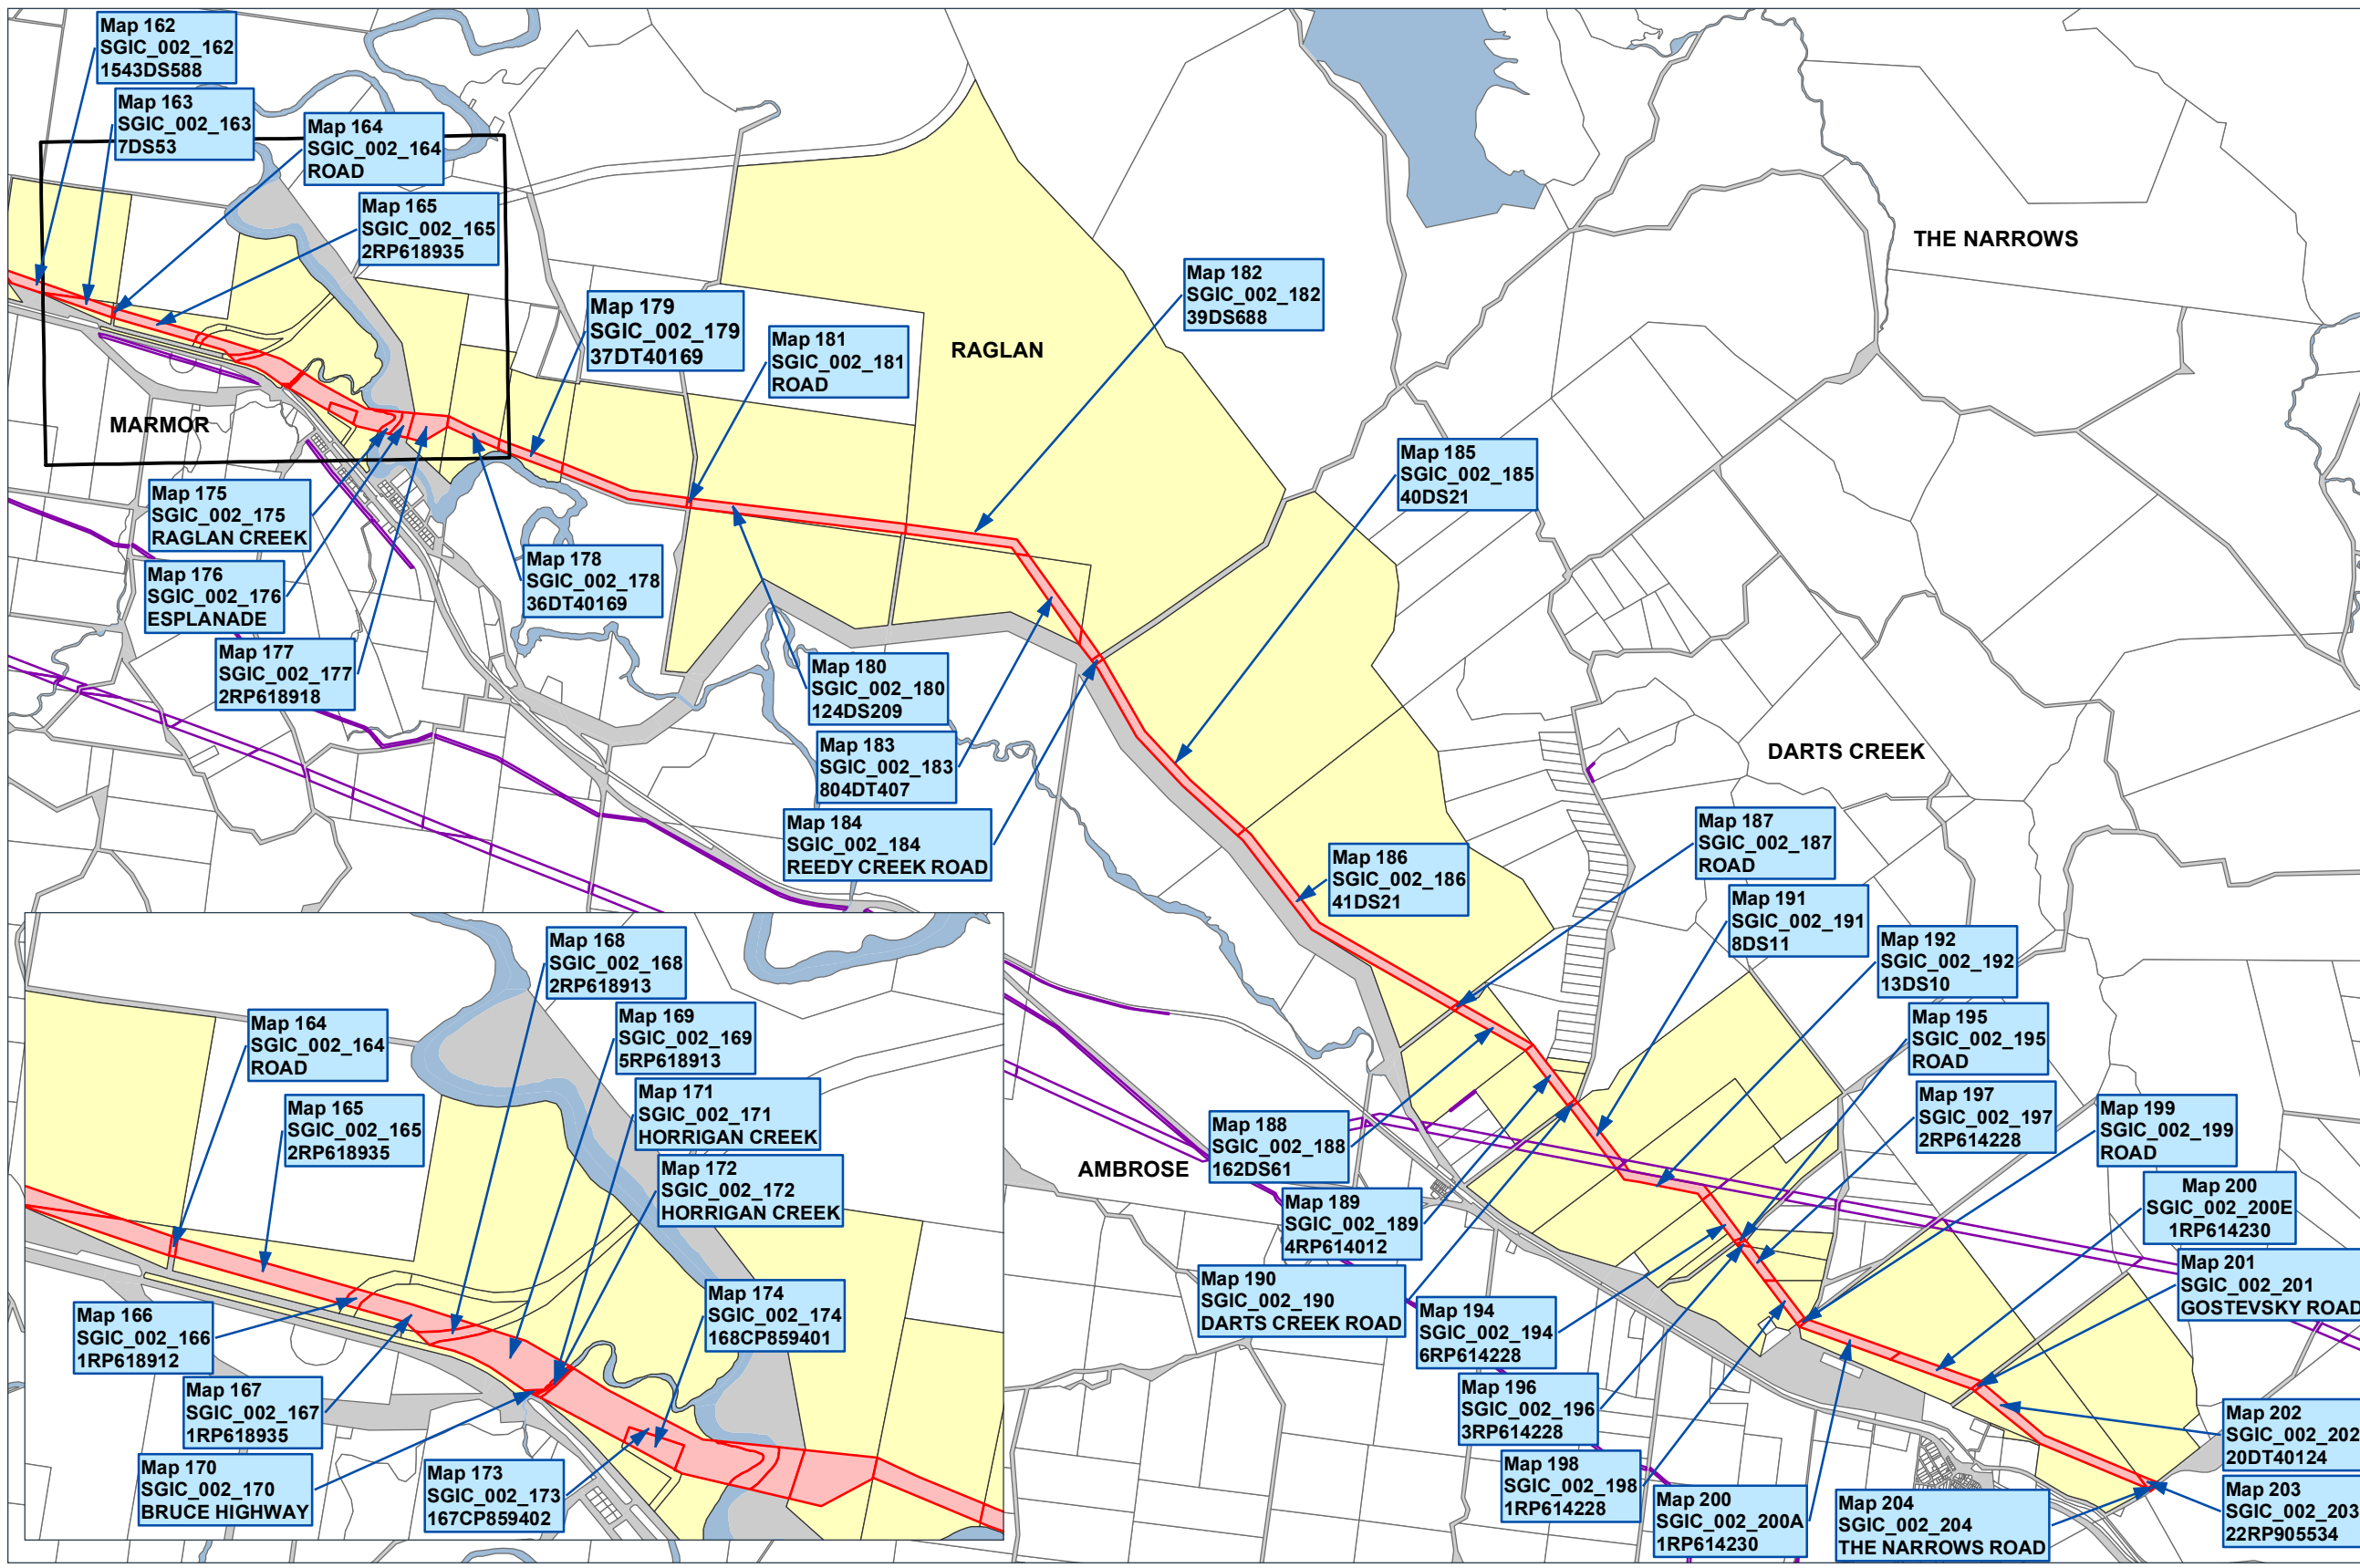 Map 162
SGIC_002_162
1543DS588
Map 163
SGIC_002_163
7DS53
Map 164
SGIC_002_164
ROAD
Map 165
SGIC_002_165
2RP618935
THE NARROWS
Map 182
SGIC_002_182
39DS688
Map 179
SGIC_002_179
37DT40169
Map 181
SGIC_002_181
ROAD
RAGLAN
MARMOR
Map 185
SGIC_002_185
40DS21
Map 175
SGIC_002_175
RAGLAN CREEK
Map 176
SGIC_002_176
ESPLANADE
Map 178
SGIC_002_178
36DT40169
Map 177
SGIC_002_177
2RP618918
Map 180
SGIC_002_180
124DS209
Map 183
SGIC_002_183
804DT407
DARTS CREEK
Map 184
SGIC_002_184
REEDY CREEK ROAD
Map 187
SGIC_002_187
ROAD
Map 186
SGIC_002_186
41DS21
Map 191
SGIC_002_191
8DS11
Map 192
SGIC_002_192
13DS10
Map 195
SGIC_002_195
ROAD
Map 197
SGIC_002_197
2RP614228
Map 199
SGIC_002_199
ROAD
Map 188
SGIC_002_188
162DS61
AMBROSE
Map 189
SGIC_002_189
4RP614012
Map 200
SGIC_002_200E
1RP614230
Map 201
SGIC_002_201
GOSTEVSKY ROAD
Map 190
SGIC_002_190
DARTS CREEK ROAD
Map 194
SGIC_002_194
6RP614228
Map 196
SGIC_002_196
3RP614228
Map 198
SGIC_002_198
1RP614228
Map 200
SGIC_002_200A
1RP614230
Map 204
SGIC_002_204
THE NARROWS ROAD
Map 202
SGIC_002_202
20DT40124
Map 203
SGIC_002_203
22RP905534
Map 168
SGIC_002_168
2RP618913
Map 164
SGIC_002_164
ROAD
Map 169
SGIC_002_169
5RP618913
Map 165
SGIC_002_165
2RP618935
Map 171
SGIC_002_171
HORRIGAN CREEK
Map 172
SGIC_002_172
HORRIGAN CREEK
Map 166
SGIC_002_166
1RP618912
Map 174
SGIC_002_174
168CP859401
Map 167
SGIC_002_167
1RP618935
Map 170
SGIC_002_170
BRUCE HIGHWAY
Map 173
SGIC_002_173
167CP859402